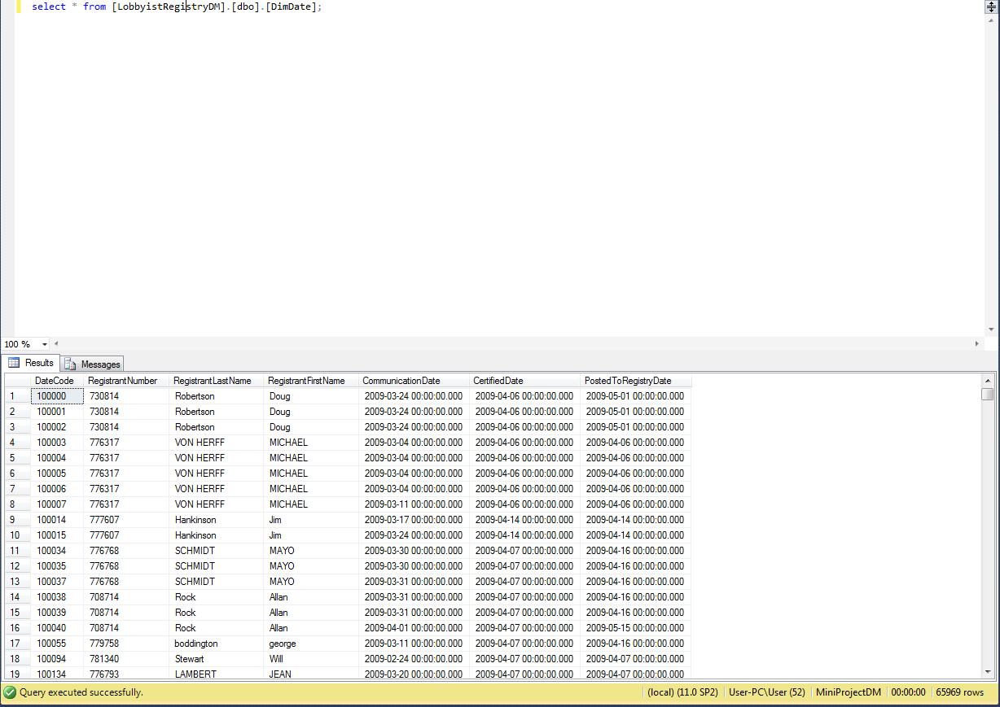 select * from [LobbyistRegistryDM].[dbo].[DimDate];
100 %
Results Messages
DateCode RegistrantNumber RegistrantLastName RegistrantFirstName CommunicationDate CertifiedDate PostedToRegistryDate
1 100000 730814 Robertson Doug 2009-03-24 00:00:00.000 2009-04-06 00:00:00.000 2009-05-01 00:00:00.000
2 100001 730814 Robertson Doug 2009-03-24 00:00:00.000 2009-04-06 00:00:00.000 2009-05-01 00:00:00.000
3 100002 730814 Robertson Doug 2009-03-24 00:00:00.000 2009-04-06 00:00:00.000 2009-05-01 00:00:00.000
4 100003 776317 VON HERFF MICHAEL 2009-03-04 00:00:00.000 2009-04-06 00:00:00.000 2009-04-06 00:00:00.000
5 100004 776317 VON HERFF MICHAEL 2009-03-04 00:00:00.000 2009-04-06 00:00:00.000 2009-04-06 00:00:00.000
6 100005 776317 VON HERFF MICHAEL 2009-03-04 00:00:00.000 2009-04-06 00:00:00.000 2009-04-06 00:00:00.000
7 100006 776317 VON HERFF MICHAEL 2009-03-04 00:00:00.000 2009-04-06 00:00:00.000 2009-04-06 00:00:00.000
8 100007 776317 VON HERFF MICHAEL 2009-03-11 00:00:00.000 2009-04-06 00:00:00.000 2009-04-06 00:00:00.000
9 100014 777607 Hankinson Jim 2009-03-17 00:00:00.000 2009-04-14 00:00:00.000 2009-04-14 00:00:00.000
10 100015 777607 Hankinson Jim 2009-03-24 00:00:00.000 2009-04-14 00:00:00.000 2009-04-14 00:00:00.000
11 100034 776768 SCHMIDT MAYO 2009-03-30 00:00:00.000 2009-04-07 00:00:00.000 2009-04-16 00:00:00.000
12 100035 776768 SCHMIDT MAYO 2009-03-30 00:00:00.000 2009-04-07 00:00:00.000 2009-04-16 00:00:00.000
13 100037 776768 SCHMIDT MAYO 2009-03-31 00:00:00.000 2009-04-07 00:00:00.000 2009-04-16 00:00:00.000
14 100038 708714 Rock Allan 2009-03-31 00:00:00.000 2009-04-07 00:00:00.000 2009-04-16 00:00:00.000
15 100039 708714 Rock Allan 2009-03-31 00:00:00.000 2009-04-07 00:00:00.000 2009-04-16 00:00:00.000
16 100040 708714 Rock Allan 2009-04-01 00:00:00.000 2009-04-07 00:00:00.000 2009-05-15 00:00:00.000
17 100055 779758 boddington george 2009-03-11 00:00:00.000 2009-04-07 00:00:00.000 2009-04-16 00:00:00.000
18 100094 781340 Stewart Will 2009-02-24 00:00:00.000 2009-04-07 00:00:00.000 2009-04-07 00:00:00.000
19 100134 776793 LAMBERT JEAN 2009-03-20 00:00:00.000 2009-04-07 00:00:00.000 2009-04-07 00:00:00.000
Query executed successfully. (local) (11.0 SP2) User-PC\User (52) MiniProjectDM 00:00:00 65969 rows